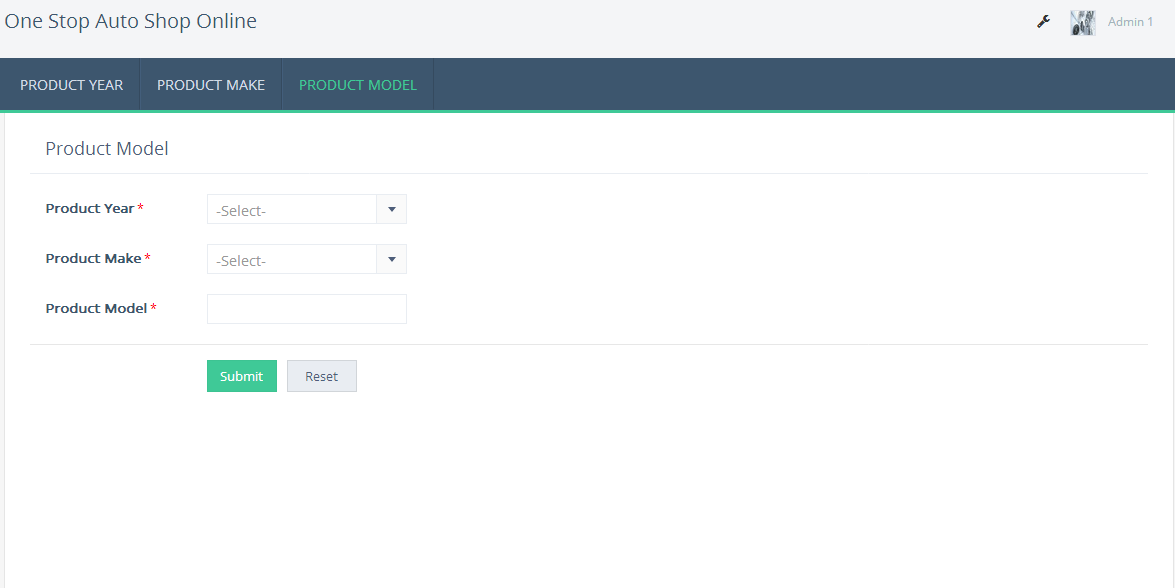 One Stop Auto Shop Online
Admin 1
PRODUCT YEAR PRODUCT MAKE PRODUCT MODEL
Product Model
Product Year * -Select-
Product Make * -Select-
Product Model *
Submit Reset